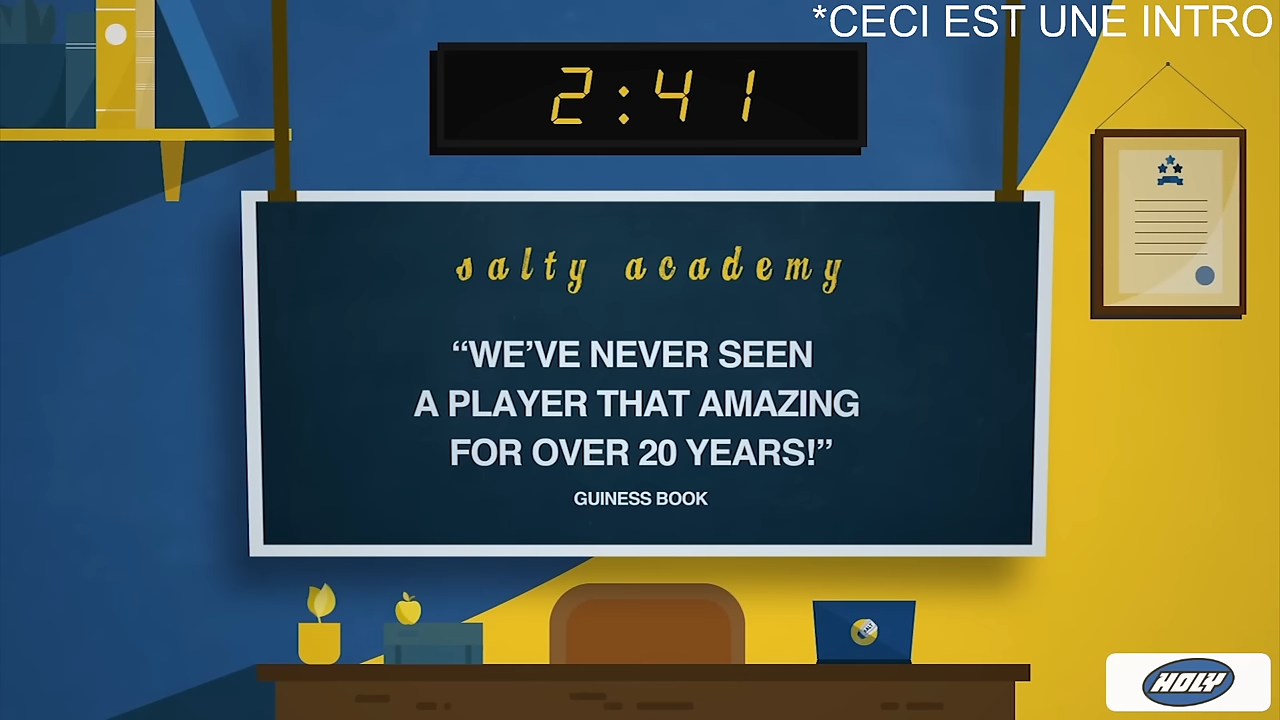 *CECI EST UNE INTRO
2:41
salty academy
“WE’VE NEVER SEEN
A PLAYER THAT AMAZING
FOR OVER 20 YEARS!”
GUINESS BOOK
HOLY